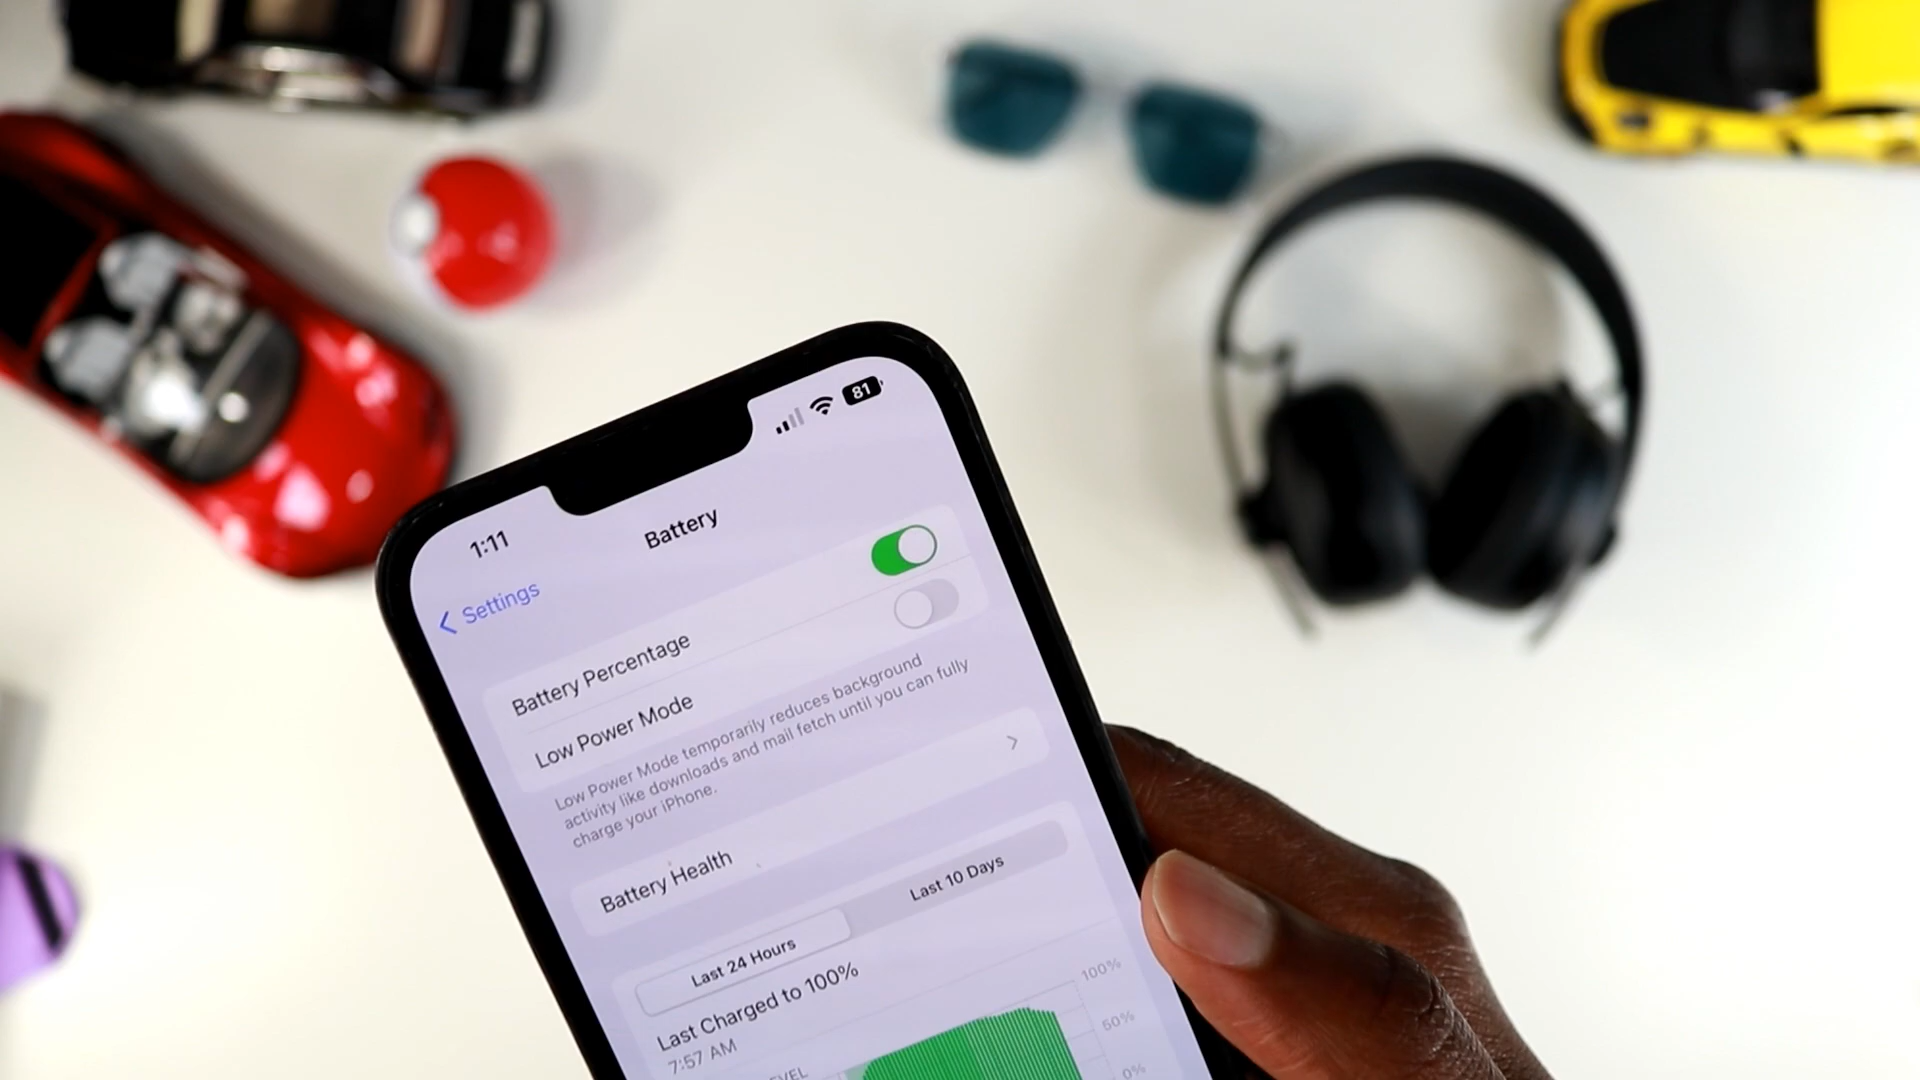 1:11
81
Settings
Battery
Battery Percentage
Low Power Mode
Low Power Mode temporarily reduces background
activity like downloads and mail fetch until you can fully
charge your iPhone.
Battery Health
Last 24 Hours
Last 10 Days
Last Charged to 100%
7:57 AM
100%
50%
0%